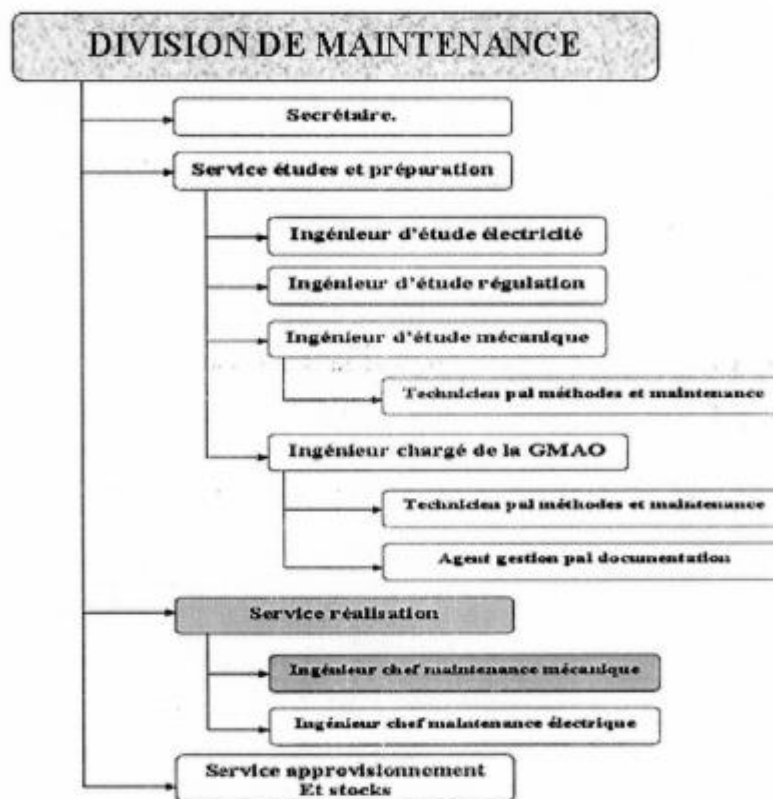 DIVISION DE MAINTENANCE
Secrétaire.
Service études et préparation
Ingénieur d'étude électricité
Ingénieur d'étude régulation
Ingénieur d'étude mécanique
Technicien pal méthodes et maintenance
Ingénieur chargé de la GMAO
Technicien pal méthodes et maintenance
Agent gestion pal documentation
Service réalisation
Ingénieur chef maintenance mécanique
Ingénieur chef maintenance électrique
Service approvisionnement
Et stocks